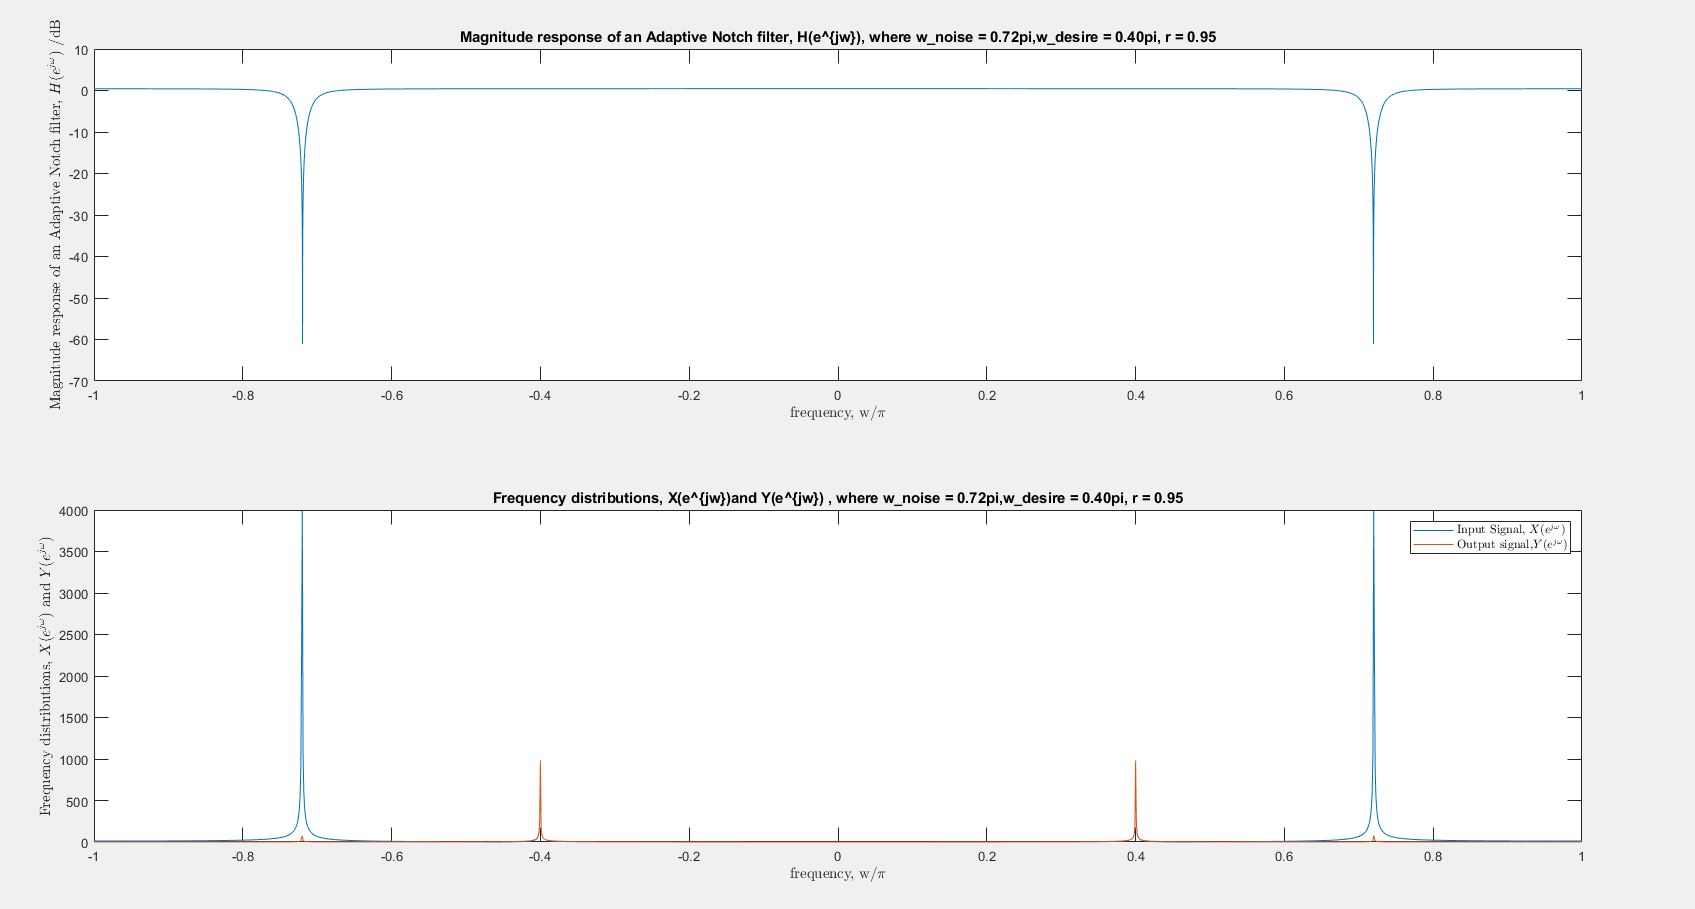 Magnitude response of an Adaptive Notch filter, H(e^{jw}), where w_noise = 0.72pi,w_desire = 0.40pi, r = 0.95
Magnitude response of an Adaptive Notch filter, H(e^{jω}) /dB
10
0
-10
-20
-30
-40
-50
-60
-70
-1 -0.8 -0.6 -0.4 -0.2 0 0.2 0.4 0.6 0.8 1
frequency, w/π
Frequency distributions, X(e^{jw})and Y(e^{jw}) , where w_noise = 0.72pi,w_desire = 0.40pi, r = 0.95
Frequency distributions, X(e^{jω}) and Y(e^{jω})
4000
3500
3000
2500
2000
1500
1000
500
0
Input Signal, X(e^{jω})
Output signal,Y(e^{jω})
-1 -0.8 -0.6 -0.4 -0.2 0 0.2 0.4 0.6 0.8 1
frequency, w/π